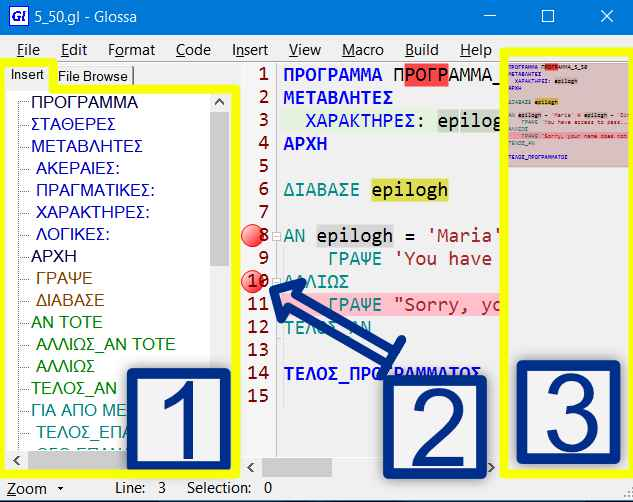 Gl 5_50.gl - Glossa
File Edit Format Code Insert View Macro Build Help
Insert File Browse
ΠΡΟΓΡΑΜΜΑ
ΣΤΑΘΕΡΕΣ
ΜΕΤΑΒΛΗΤΕΣ
ΑΚΕΡΑΙΕΣ:
ΠΡΑΓΜΑΤΙΚΕΣ:
ΧΑΡΑΚΤΗΡΕΣ:
ΛΟΓΙΚΕΣ:
ΑΡΧΗ
ΓΡΑΨΕ
ΔΙΑΒΑΣΕ
ΑΝ ΤΟΤΕ
ΑΛΛΙΩΣ_ΑΝ ΤΟΤΕ
ΑΛΛΙΩΣ
ΤΕΛΟΣ_ΑΝ
ΓΙΑ ΑΠΟ ΜΕ
ΤΕΛΟΣ_ΕΠΑ
1
1 ΠΡΟΓΡΑΜΜΑ ΠΡΟΓΡΑΜΜΑ_
2 ΜΕΤΑΒΛΗΤΕΣ
3 ΧΑΡΑΚΤΗΡΕΣ: epilog
4 ΑΡΧΗ
5
6 ΔΙΑΒΑΣΕ epilogh
7
8 ΑΝ epilogh = 'Maria'
9 ΓΡΑΨΕ 'You have
10 ΑΛΛΙΩΣ
11 ΓΡΑΨΕ "Sorry, yo
12 ΤΕΛΟΣ_ΑΝ
13
14 ΤΕΛΟΣ_ΠΡΟΓΡΑΜΜΑΤΟΣ
15
2
ΠΡΟΓΡΑΜΜΑ ΠΡΟΓΡΑΜΜΑ_5_50
ΜΕΤΑΒΛΗΤΕΣ
ΧΑΡΑΚΤΗΡΕΣ: epilogh
ΑΡΧΗ
ΔΙΑΒΑΣΕ epilogh
ΑΝ epilogh = 'Maria'
ΓΡΑΨΕ 'You have access to
ΑΛΛΙΩΣ
ΓΡΑΨΕ "Sorry, your name does not
ΤΕΛΟΣ_ΑΝ
ΤΕΛΟΣ_ΠΡΟΓΡΑΜΜΑΤΟΣ
3
Zoom Line: 3 Selection: 0